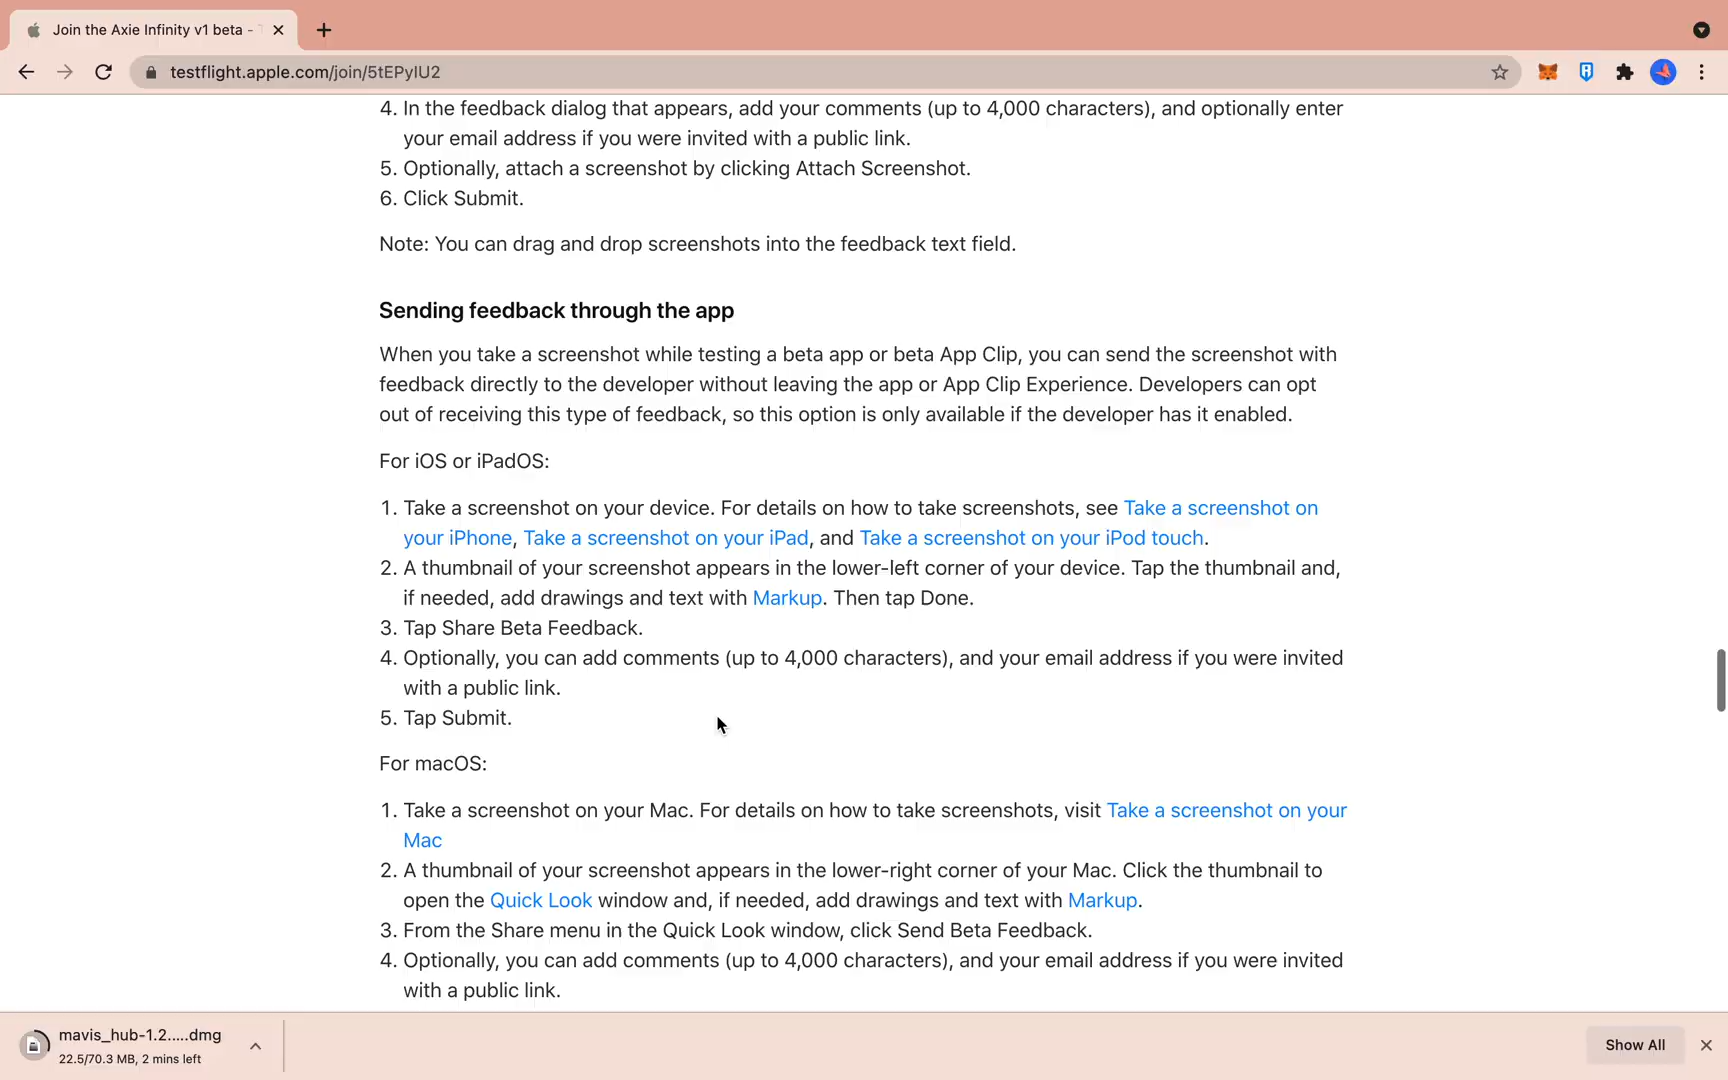 Join the Axie Infinity v1 beta -
testflight.apple.com/join/5tEPyIU2
4. In the feedback dialog that appears, add your comments (up to 4,000 characters), and optionally enter
your email address if you were invited with a public link.
5. Optionally, attach a screenshot by clicking Attach Screenshot.
6. Click Submit.
Note: You can drag and drop screenshots into the feedback text field.
Sending feedback through the app
When you take a screenshot while testing a beta app or beta App Clip, you can send the screenshot with
feedback directly to the developer without leaving the app or App Clip Experience. Developers can opt
out of receiving this type of feedback, so this option is only available if the developer has it enabled.
For iOS or iPadOS:
1. Take a screenshot on your device. For details on how to take screenshots, see Take a screenshot on
your iPhone, Take a screenshot on your iPad, and Take a screenshot on your iPod touch.
2. A thumbnail of your screenshot appears in the lower-left corner of your device. Tap the thumbnail and,
if needed, add drawings and text with Markup. Then tap Done.
3. Tap Share Beta Feedback.
4. Optionally, you can add comments (up to 4,000 characters), and your email address if you were invited
with a public link.
5. Tap Submit.
For macOS:
1. Take a screenshot on your Mac. For details on how to take screenshots, visit Take a screenshot on your
Mac
2. A thumbnail of your screenshot appears in the lower-right corner of your Mac. Click the thumbnail to
open the Quick Look window and, if needed, add drawings and text with Markup.
3. From the Share menu in the Quick Look window, click Send Beta Feedback.
4. Optionally, you can add comments (up to 4,000 characters), and your email address if you were invited
with a public link.
mavis_hub-1.2.....dmg
22.5/70.3 MB, 2 mins left
Show All